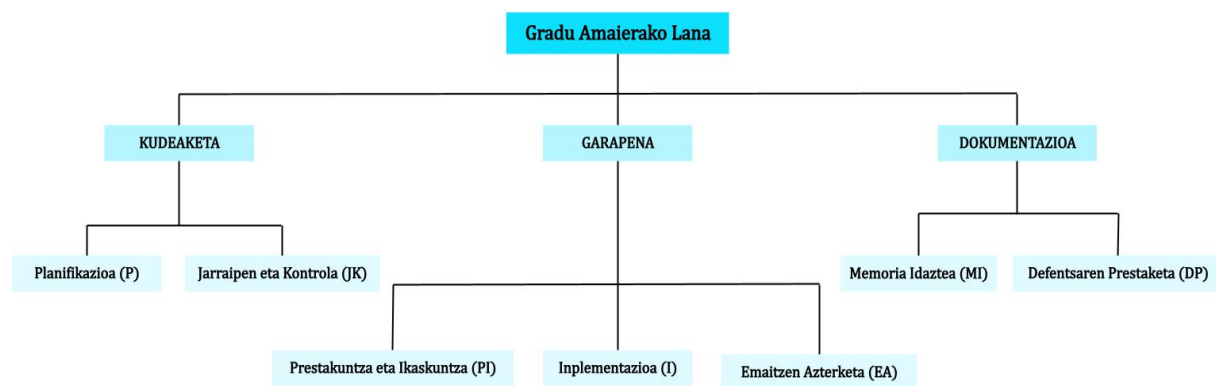 Gradu Amaierako Lana
KUDEAKETA
GARAPENA
DOKUMENTAZIOA
Planifikazioa (P)
Jarraipen eta Kontrola (JK)
Memoria Idaztea (MI)
Defentsaren Prestaketa (DP)
Prestakuntza eta Ikaskuntza (PI)
Inplementazioa (I)
Emaitzen Azterketa (EA)